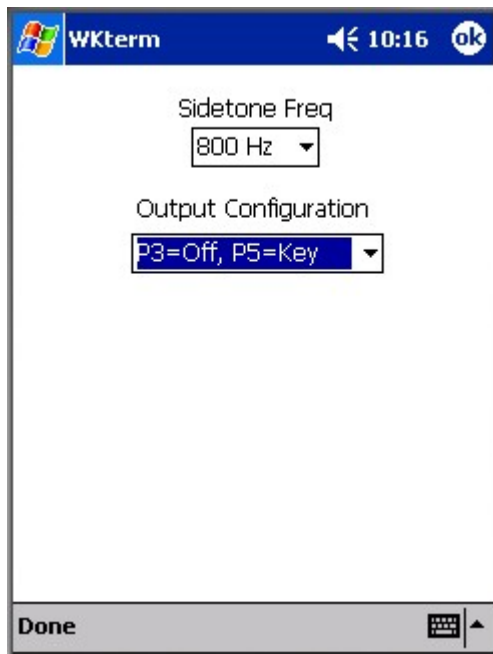 WKterm 10:16 ok
Sidetone Freq
800 Hz
Output Configuration
P3=Off, P5=Key
Done